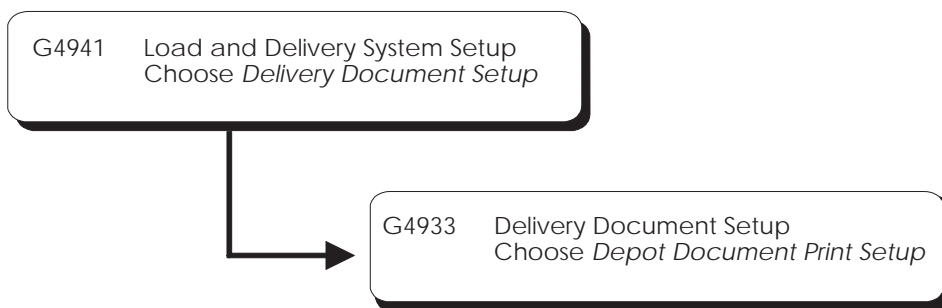 G4941 Load and Delivery System Setup
Choose Delivery Document Setup
G4933 Delivery Document Setup
Choose Depot Document Print Setup